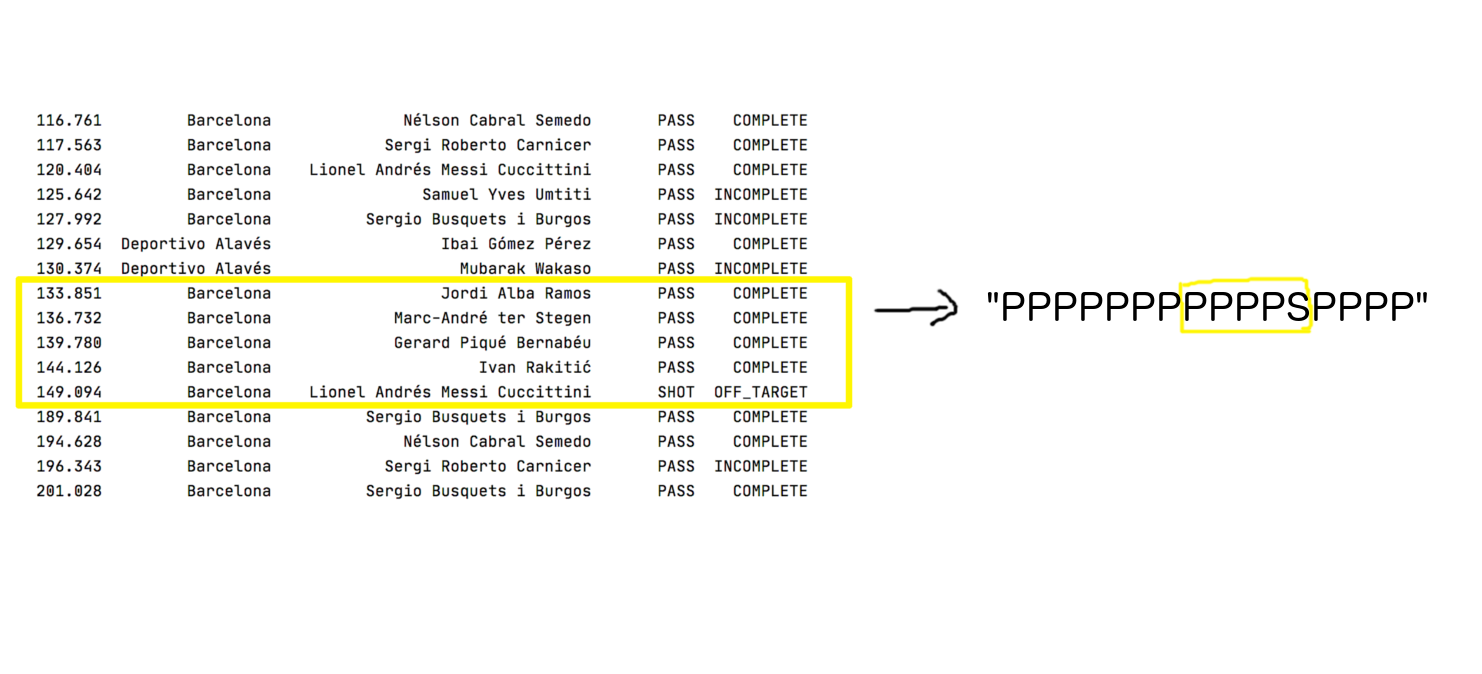 116.761 Barcelona Nélson Cabral Semedo PASS COMPLETE
117.563 Barcelona Sergi Roberto Carnicer PASS COMPLETE
120.404 Barcelona Lionel Andrés Messi Cuccittini PASS COMPLETE
125.642 Barcelona Samuel Yves Umtiti PASS INCOMPLETE
127.992 Barcelona Sergio Busquets i Burgos PASS INCOMPLETE
129.654 Deportivo Alavés Ibai Gómez Pérez PASS COMPLETE
130.374 Deportivo Alavés Mubarak Wakaso PASS INCOMPLETE
133.851 Barcelona Jordi Alba Ramos PASS COMPLETE
136.732 Barcelona Marc-André ter Stegen PASS COMPLETE
139.780 Barcelona Gerard Piqué Bernabéu PASS COMPLETE
144.126 Barcelona Ivan Rakitić PASS COMPLETE
149.094 Barcelona Lionel Andrés Messi Cuccittini SHOT OFF_TARGET
189.841 Barcelona Sergio Busquets i Burgos PASS COMPLETE
194.628 Barcelona Nélson Cabral Semedo PASS COMPLETE
196.343 Barcelona Sergi Roberto Carnicer PASS INCOMPLETE
201.028 Barcelona Sergio Busquets i Burgos PASS COMPLETE
"PPPPPPPPPPPSPPPP"